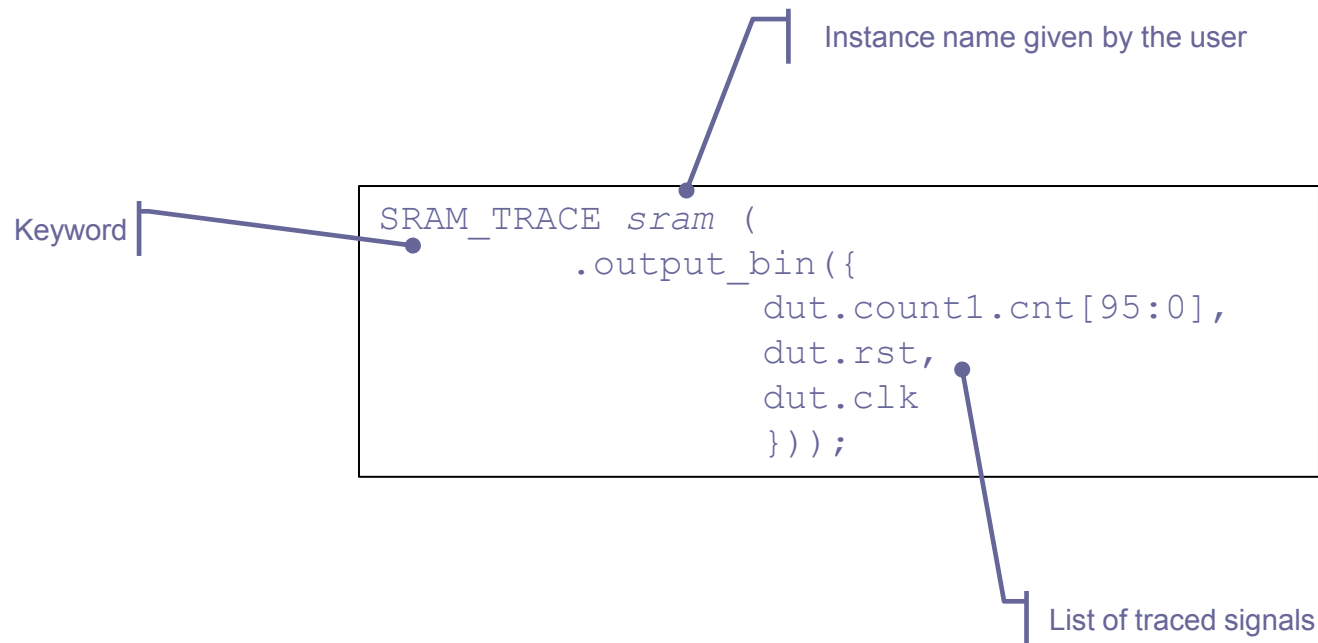 Instance name given by the user
Keyword
SRAM_TRACE sram (
.output_bin({
dut.count1.cnt[95:0],
dut.rst,
dut.clk
}));
List of traced signals